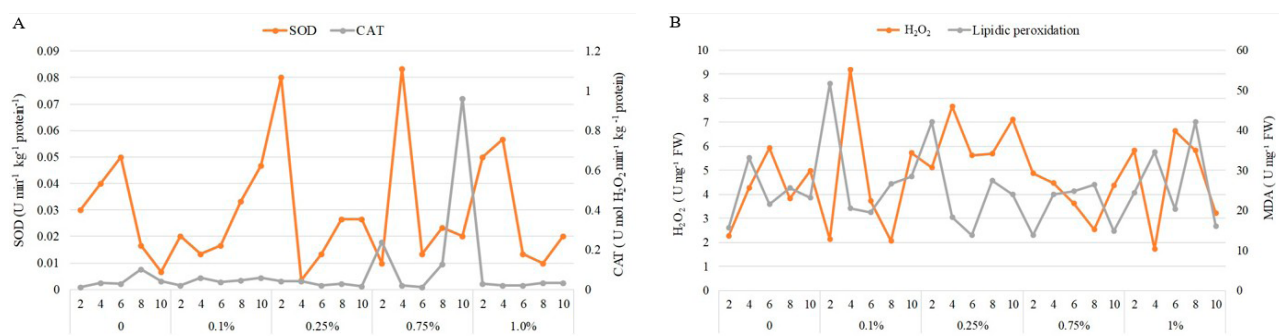 A
SOD CAT
SOD (U min⁻¹ kg⁻¹ protein⁻¹)
0.09
0.08
0.07
0.06
0.05
0.04
0.03
0.02
0.01
0
1.2
1
0.8
0.6
0.4
0.2
0
CAT ( U mol H₂O₂ min⁻¹ kg ⁻¹ protein)
2 4 6 8 10 2 4 6 8 10 2 4 6 8 10 2 4 6 8 10 2 4 6 8 10
0 0.1% 0.25% 0.75% 1.0%
B
H₂O₂ Lipidic peroxidation
H₂O₂ ( U mg⁻¹ FW)
10
9
8
7
6
5
4
3
2
1
0
60
50
40
30
20
10
0
MDA ( U mg⁻¹ FW)
2 4 6 8 10 2 4 6 8 10 2 4 6 8 10 2 4 6 8 10 2 4 6 8 10
0 0.1% 0.25% 0.75% 1%